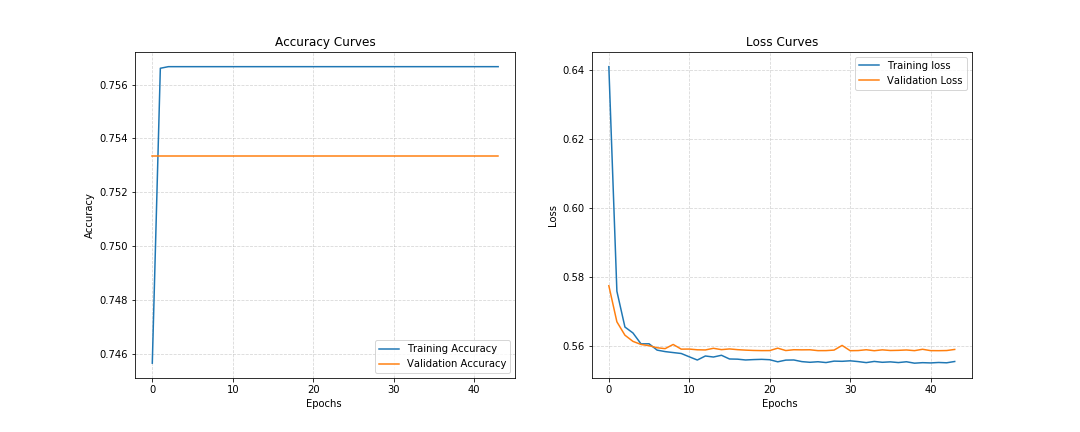 Accuracy Curves
0.756
0.754
0.752
0.750
0.748
0.746
Accuracy
Training Accuracy
Validation Accuracy
0 10 20 30 40
Epochs
Loss Curves
0.64
0.62
0.60
0.58
0.56
Loss
Training loss
Validation Loss
0 10 20 30 40
Epochs